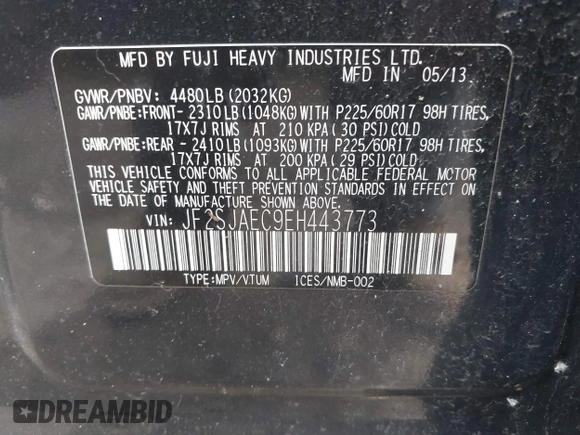 MFD BY FUJI HEAVY INDUSTRIES LTD.
MFD IN 05/13
GVWR/PNBV: 4480LB(2032KG)
GAWR/PNBE:FRONT- 2310LB(1048KG)WITH P225/60R17 98H TIRES,
17X7J RIMS AT 210 KPA(30 PSI)COLD
GAWR/PNBE:REAR - 2410LB(1093KG)WITH P225/60R17 98H TIRES,
17X7J RIMS AT 200 KPA(29 PSI)COLD
THIS VEHICLE CONFORMS TO ALL APPLICABLE FEDERAL MOTOR
VEHICLE SAFETY AND THEFT PREVENTION STANDARDS IN EFFECT ON
THE DATE OF MANUFACTURE SHOWN ABOVE.
VIN: JF2SJAEC9EH443773
TYPE:MPV/VTUM ICES/NMB-002
DREAMBID